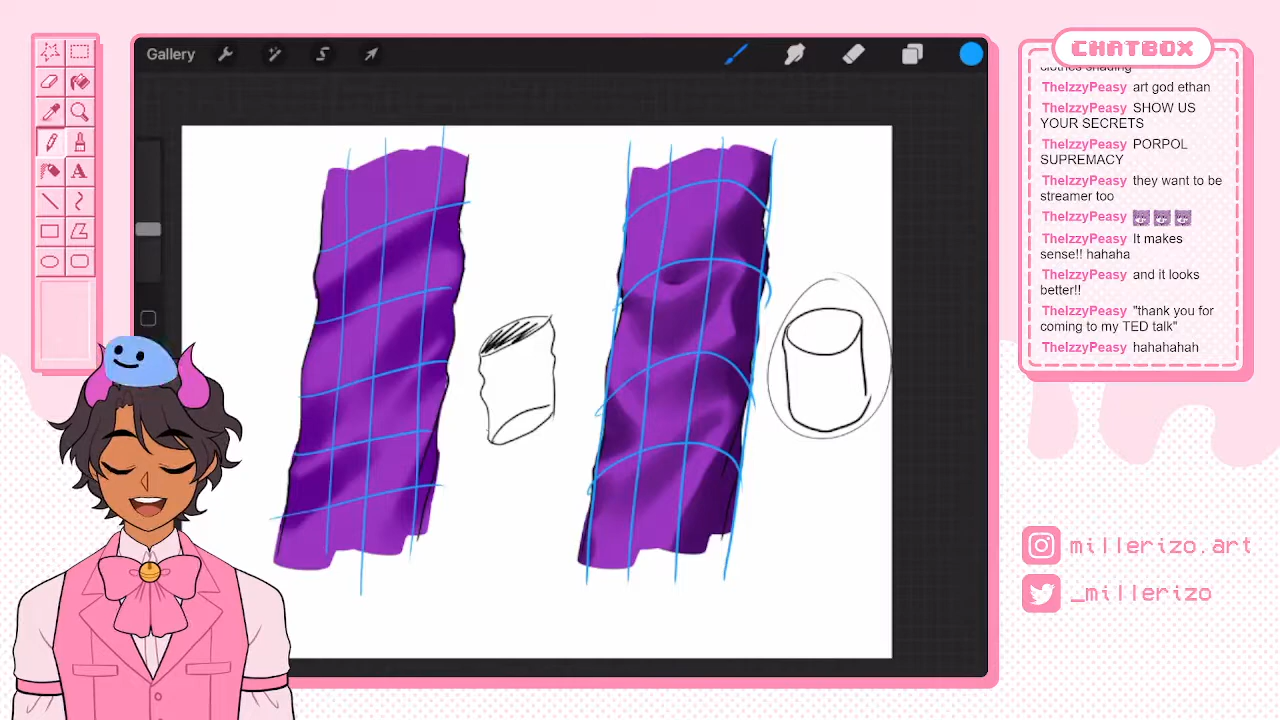 Gallery
A
CHATBOX
clothes shading
TheIzzyPeasy art god ethan
TheIzzyPeasy SHOW US
YOUR SECRETS
TheIzzyPeasy PORPOL
SUPREMACY
TheIzzyPeasy they want to be
streamer too
TheIzzyPeasy
TheIzzyPeasy It makes
sense!! hahaha
TheIzzyPeasy and it looks
better!!
TheIzzyPeasy "thank you for
coming to my TED talk"
TheIzzyPeasy hahahahah
millerizo.art
_millerizo